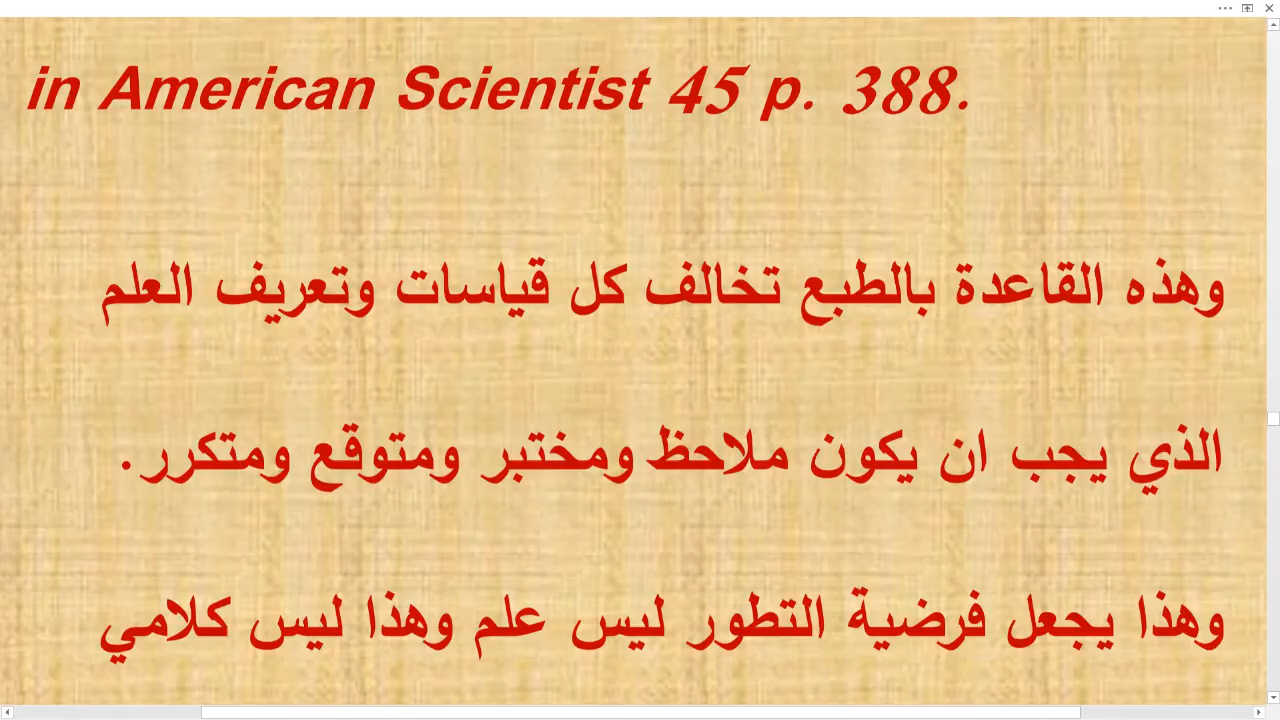 in American Scientist 45 p. 388.
وهذه القاعدة بالطبع تخالف كل قياسات وتعريف العلم
الذي يجب ان يكون ملاحظ ومختبر ومتوقع ومتكرر.
وهذا يجعل فرضية التطور ليس علم وهذا ليس كلامي